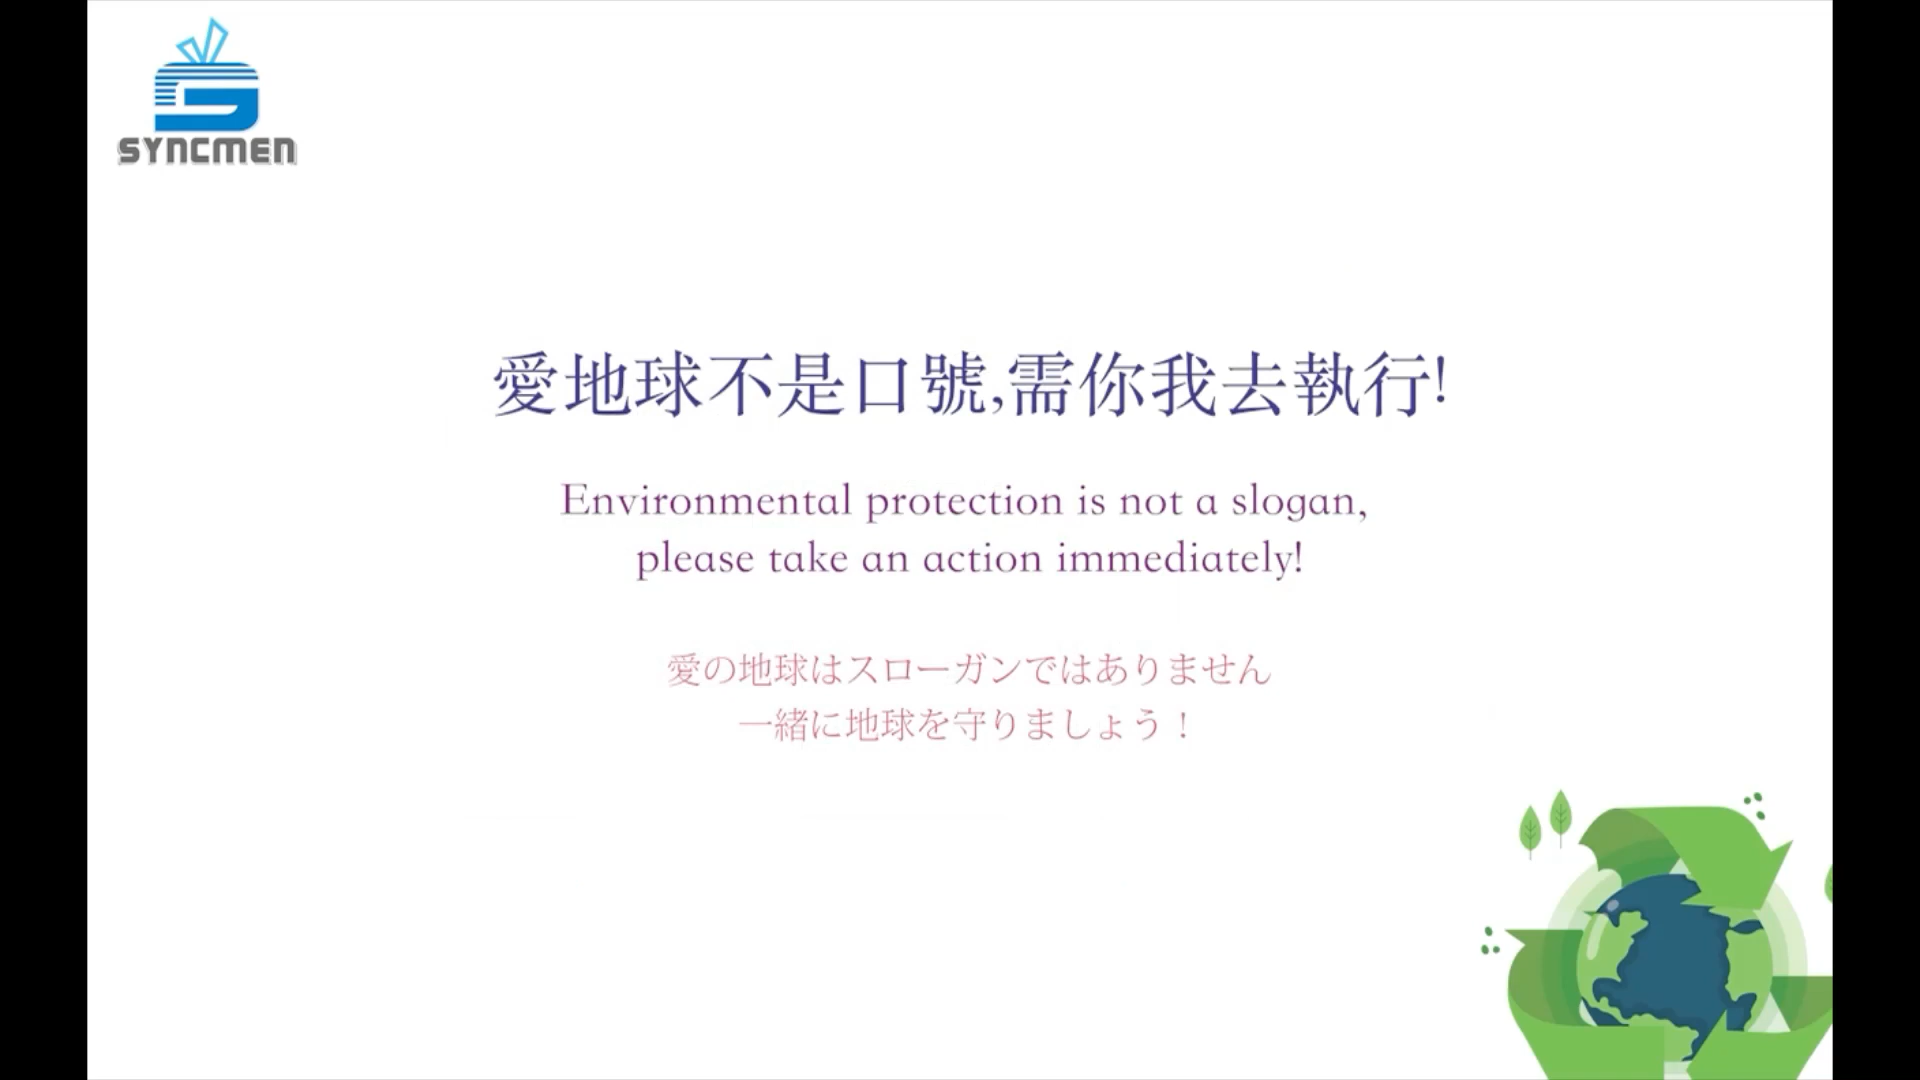 SYNCMEN
愛地球不是口號,需你我去執行!
Environmental protection is not a slogan,
please take an action immediately!
愛の地球はスローガンではありません
一緒に地球を守りましょう！